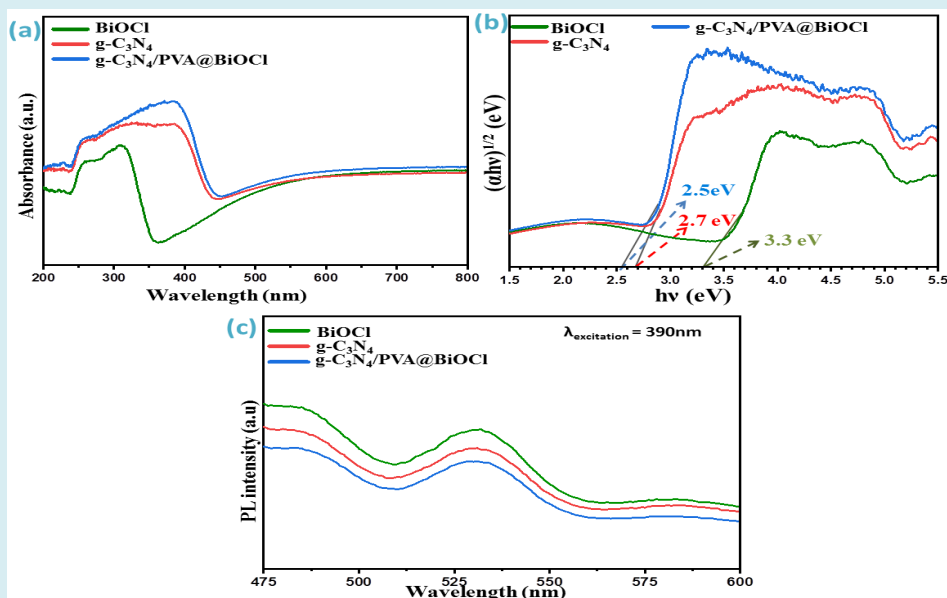 (a)
BiOCl
g-C₃N₄
g-C₃N₄/PVA@BiOCl
Absorbance (a.u.)
200 300 400 500 600 700 800
Wavelength (nm)
(b)
BiOCl
g-C₃N₄/PVA@BiOCl
g-C₃N₄
(αhν)^1/2 (eV)
2.5eV
2.7 eV
3.3 eV
1.5 2.0 2.5 3.0 3.5 4.0 4.5 5.0 5.5
hν (eV)
(c)
BiOCl
g-C₃N₄
g-C₃N₄/PVA@BiOCl
λexcitation = 390nm
PL intensity (a.u)
475 500 525 550 575 600
Wavelength (nm)